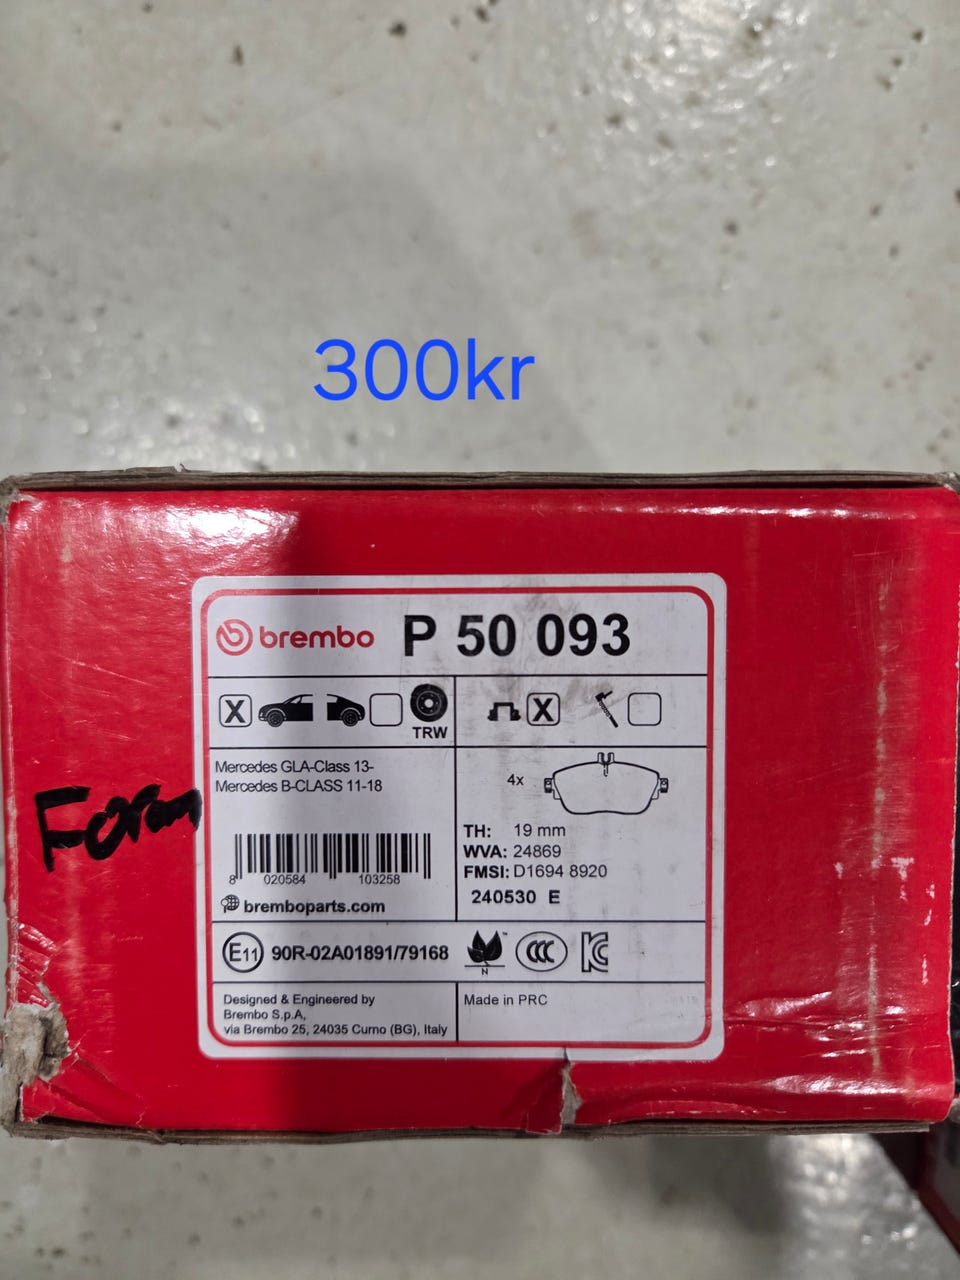 300kr
brembo P 50 093
X TRW X
Mercedes GLA-Class 13-
Mercedes B-CLASS 11-18
4x
Foran
8 020584 103258
bremboparts.com
TH: 19 mm
WVA: 24869
FMSI: D1694 8920
240530 E
E11 90R-02A01891/79168
N
CCC
KC
Designed & Engineered by
Brembo S.p.A,
via Brembo 25, 24035 Curno (BG), Italy
Made in PRC